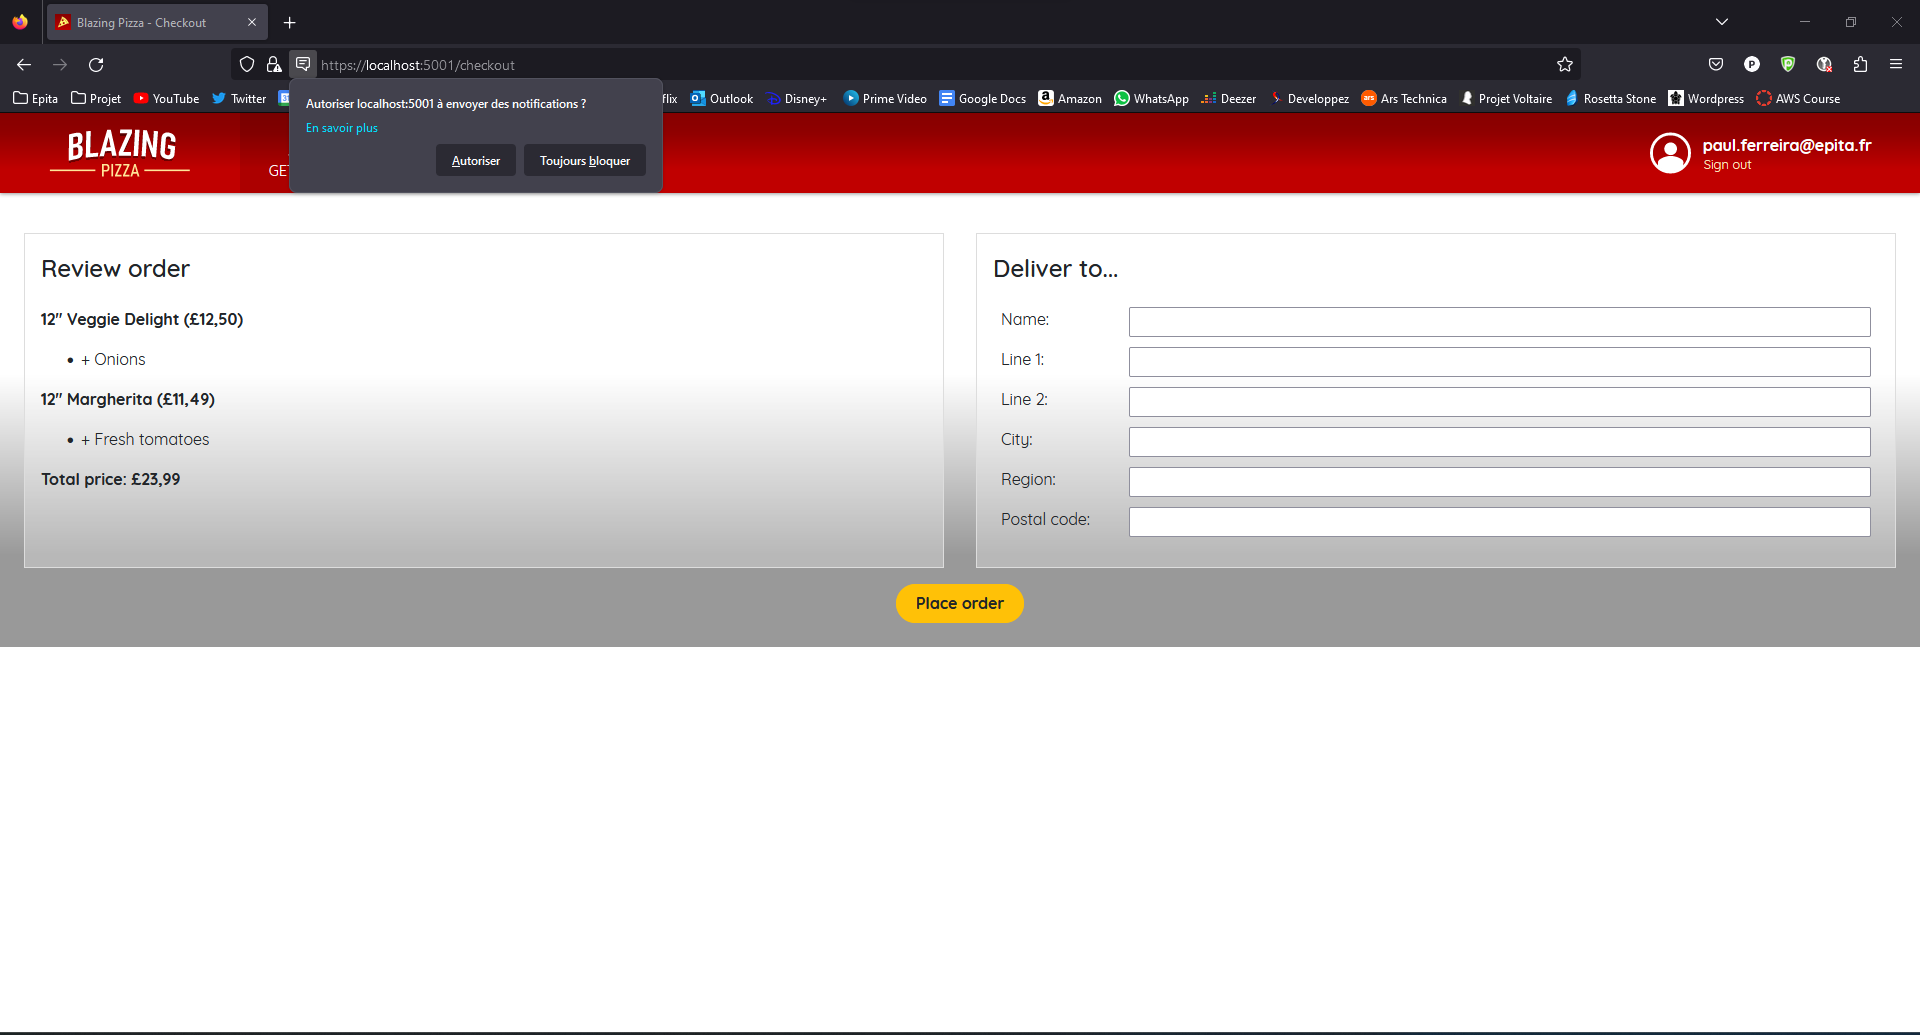 Blazing Pizza - Checkout
https://localhost:5001/checkout
Epita Projet YouTube Twitter flix Outlook Disney+ Prime Video Google Docs Amazon WhatsApp Deezer Developpez Ars Technica Projet Voltaire Rosetta Stone Wordpress AWS Course
Autoriser localhost:5001 à envoyer des notifications ?
En savoir plus
Autoriser Toujours bloquer
BLAZING
PIZZA
GE
paul.ferreira@epita.fr
Sign out
Review order
12" Veggie Delight (£12,50)
+ Onions
12" Margherita (£11,49)
+ Fresh tomatoes
Total price: £23,99
Deliver to...
Name:
Line 1:
Line 2:
City:
Region:
Postal code:
Place order